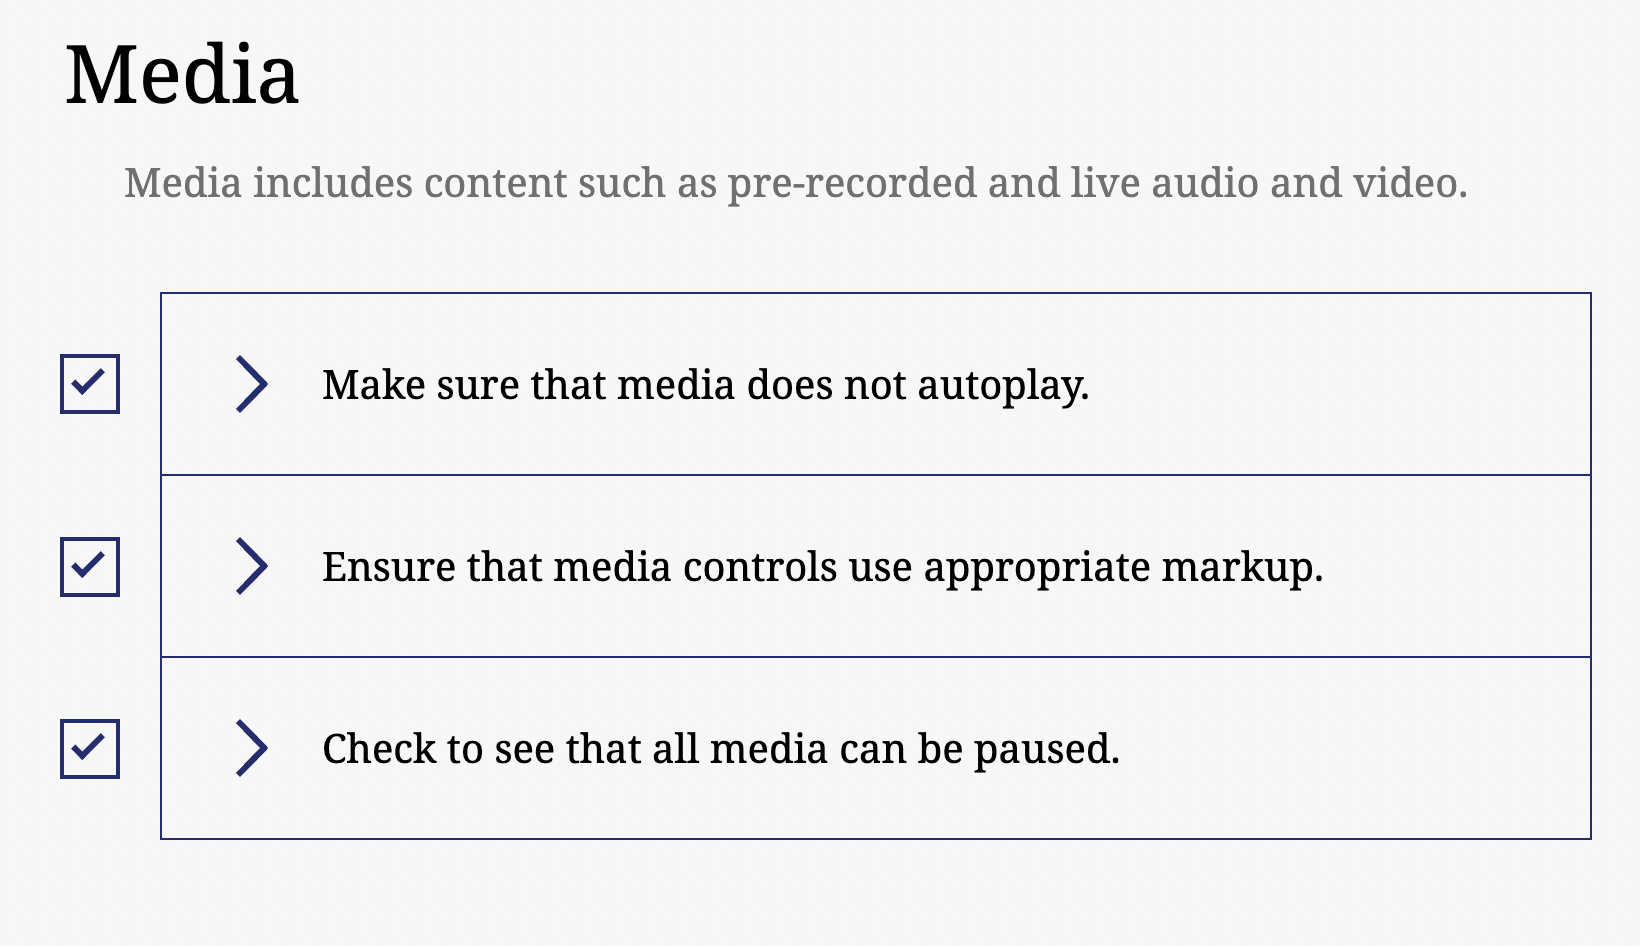 Media
Media includes content such as pre-recorded and live audio and video.
Make sure that media does not autoplay.
Ensure that media controls use appropriate markup.
Check to see that all media can be paused.